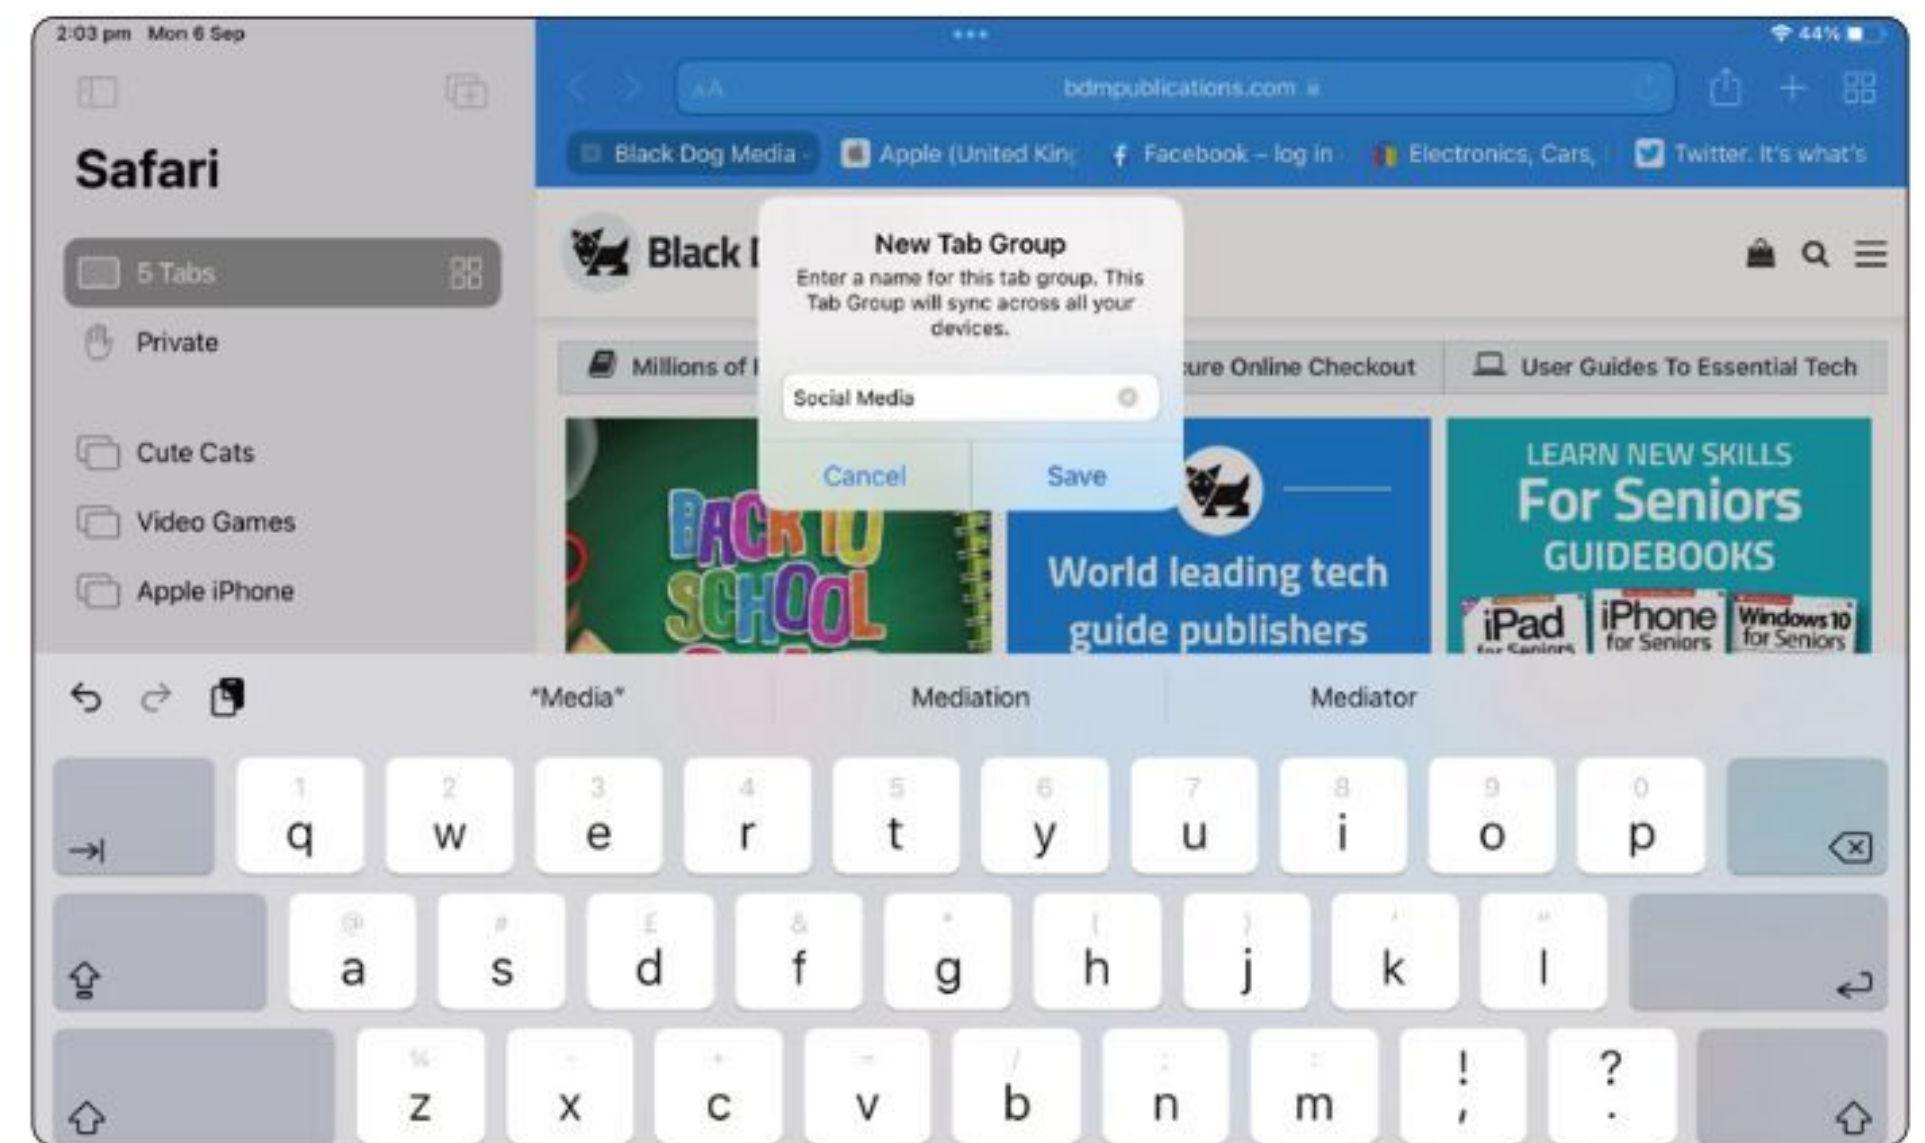 2:03 pm Mon 6 Sep
44%
AA
bdmpublications.com
Safari
Black Dog Media -
Apple (United King
Facebook – log in
Electronics, Cars,
Twitter. It's what's
5 Tabs
Private
Cute Cats
Video Games
Apple iPhone
Black
New Tab Group
Enter a name for this tab group. This
Tab Group will sync across all your
devices.
Social Media
Cancel
Save
Millions of
Online Checkout
User Guides To Essential Tech
BACK TO
SCHOOL
World leading tech
guide publishers
LEARN NEW SKILLS
For Seniors
GUIDEBOOKS
iPad
for Seniors
iPhone
for Seniors
Windows 10
for Seniors
"Media"
Mediation
Mediator
1 2 3 4 5 6 7 8 9 0
q w e r t y u i o p
@ # £ & * ( ) ' "
a s d f g h j k l
% - + = / ; : ! ?
z x c v b n m , .